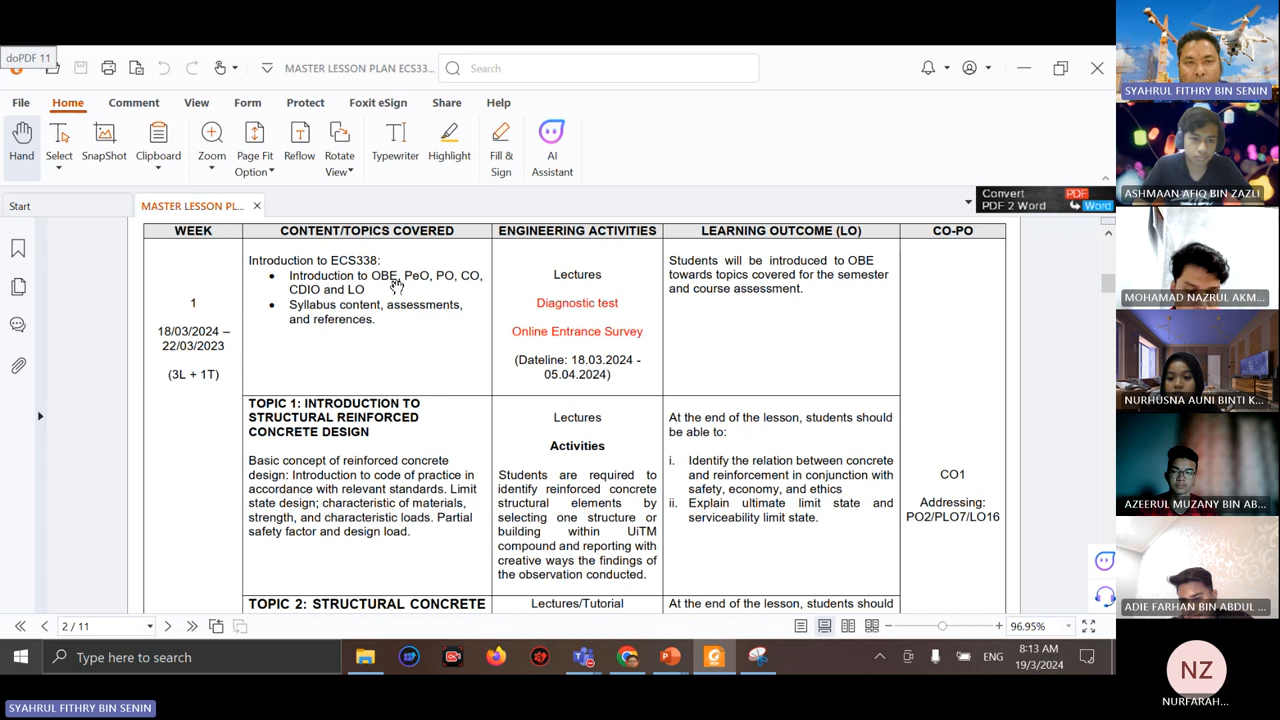 doPDF 11
MASTER LESSON PLAN ECS33...
Search
File Home Comment View Form Protect Foxit eSign Share Help
Hand Select SnapShot Clipboard Zoom Page Fit Option Reflow Rotate View Typewriter Highlight Fill & Sign AI Assistant
Start
MASTER LESSON PL...
Convert PDF
PDF 2 Word Word
WEEK CONTENT/TOPICS COVERED ENGINEERING ACTIVITIES LEARNING OUTCOME (LO) CO-PO
1
18/03/2024 –
22/03/2023
(3L + 1T)
Introduction to ECS338:
• Introduction to OBE, PeO, PO, CO,
CDIO and LO
• Syllabus content, assessments,
and references.
Lectures
Diagnostic test
Online Entrance Survey
(Dateline: 18.03.2024 -
05.04.2024)
Students will be introduced to OBE
towards topics covered for the semester
and course assessment.
TOPIC 1: INTRODUCTION TO
STRUCTURAL REINFORCED
CONCRETE DESIGN
Basic concept of reinforced concrete
design: Introduction to code of practice in
accordance with relevant standards. Limit
state design; characteristic of materials,
strength, and characteristic loads. Partial
safety factor and design load.
Lectures
Activities
Students are required to
identify reinforced concrete
structural elements by
selecting one structure or
building within UiTM
compound and reporting with
creative ways the findings of
the observation conducted.
At the end of the lesson, students should
be able to:
i. Identify the relation between concrete
and reinforcement in conjunction with
safety, economy, and ethics
ii. Explain ultimate limit state and
serviceability limit state.
CO1
Addressing:
PO2/PLO7/LO16
TOPIC 2: STRUCTURAL CONCRETE
Lectures/Tutorial
At the end of the lesson, students should
2 / 11
96.95%
Type here to search
ENG
8:13 AM
19/3/2024
SYAHRUL FITHRY BIN SENIN
SYAHRUL FITHRY BIN SENIN
ASHMAAN AFIQ BIN ZAZLI
MOHAMAD NAZRUL AKM...
NURHUSNA AUNI BINTI K...
AZEERUL MUZANY BIN AB...
ADIE FARHAN BIN ABDUL ...
NZ
NURFARAH...